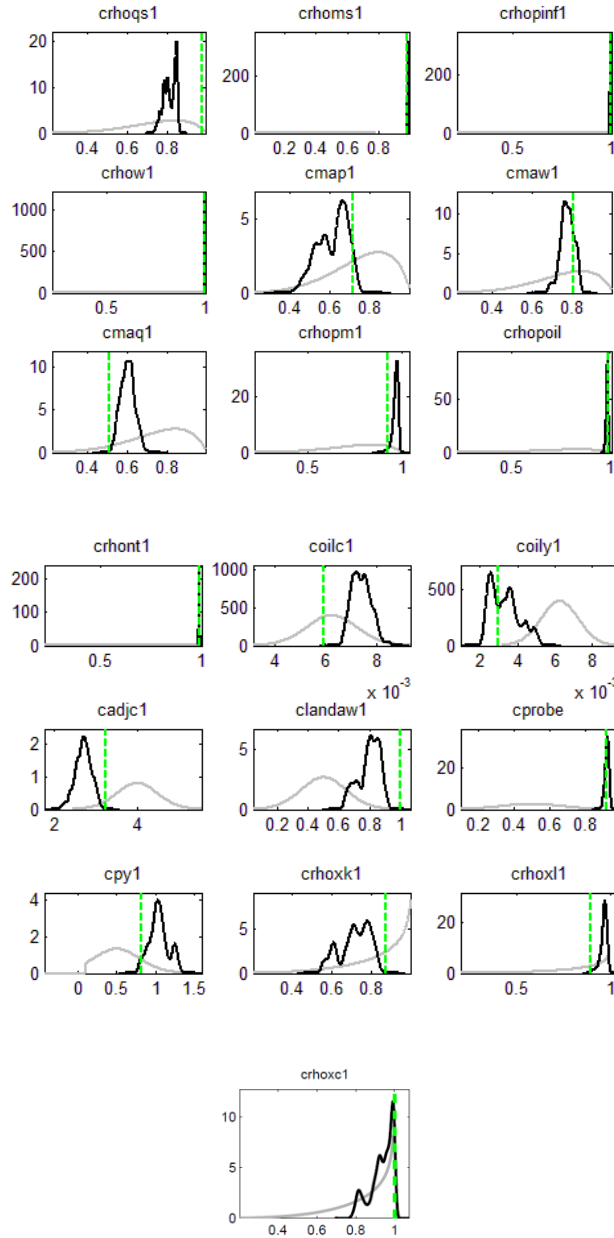 crhoqs1 crhoms1 crhopinf1
20
10
0
0.4 0.6 0.8
300
200
100
0
0.2 0.4 0.6 0.8
300
200
100
0
0.5 1
crhow1 cmap1 cmaw1
1000
500
0
0.5 1
5
0
0.4 0.6 0.8
10
5
0
0.4 0.6 0.8
cmaq1 crhopm1 crhopoil
10
5
0
0.4 0.6 0.8
20
0
0.5 1
50
0
0.5 1
crhont1 coilc1 coily1
200
100
0
0.5 1
1000
500
0
4 6 8
x 10⁻³
500
0
2 4 6 8
x 10⁻³
cadjc1 clandaw1 cprobe
2
1
0
2 4
5
0
0.2 0.4 0.6 0.8 1
20
0
0.2 0.4 0.6 0.8
cpy1 crhoxk1 crhoxl1
4
2
0
0 0.5 1 1.5
5
0
0.4 0.6 0.8
20
0
0.5 1
crhoxc1
10
5
0
0.4 0.6 0.8 1